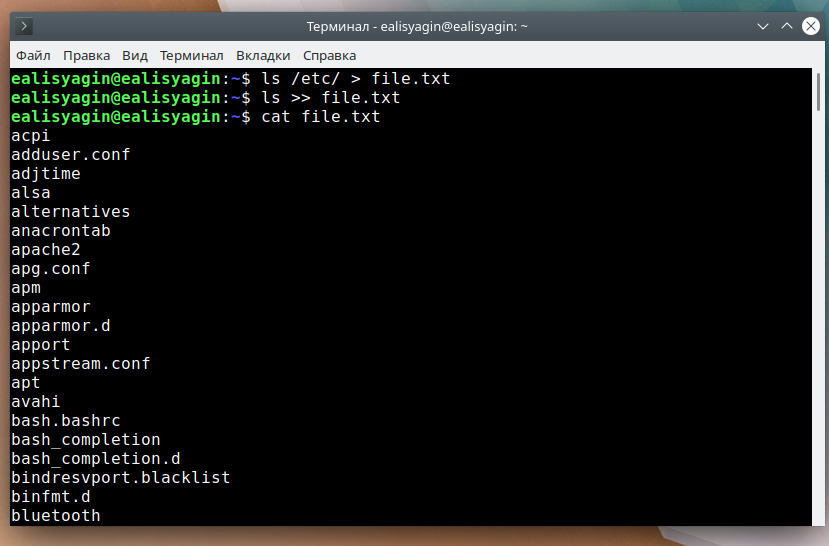 Терминал - ealisyagin@ealisyagin: ~
Файл Правка Вид Терминал Вкладки Справка
ealisyagin@ealisyagin:~$ ls /etc/ > file.txt
ealisyagin@ealisyagin:~$ ls >> file.txt
ealisyagin@ealisyagin:~$ cat file.txt
acpi
adduser.conf
adjtime
alsa
alternatives
anacrontab
apache2
apg.conf
apm
apparmor
apparmor.d
apport
appstream.conf
apt
avahi
bash.bashrc
bash_completion
bash_completion.d
bindresvport.blacklist
binfmt.d
bluetooth